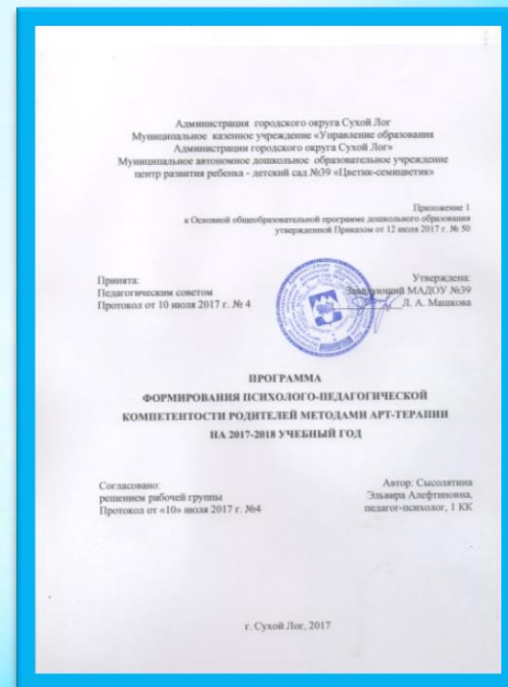 Администрация городского округа Сухой Лог
Муниципальное казенное учреждение «Управление образования
Администрации городского округа Сухой Лог»
Муниципальное автономное дошкольное образовательное учреждение
центр развития ребенка - детский сад №39 «Цветик-семицветик»
Приложение 1
к Основной общеобразовательной программе дошкольного образования
утвержденной Приказом от 12 июля 2017 г. № 50
Принята:
Педагогическим советом
Протокол от 10 июля 2017 г. № 4
Утверждена:
Заведующий МАДОУ №39
Л. А. Машкова
ПРОГРАММА
ФОРМИРОВАНИЯ ПСИХОЛОГО-ПЕДАГОГИЧЕСКОЙ
КОМПЕТЕНТОСТИ РОДИТЕЛЕЙ МЕТОДАМИ АРТ-ТЕРАПИИ
НА 2017-2018 УЧЕБНЫЙ ГОД
Согласовано:
решением рабочей группы
Протокол от «10» июля 2017 г. №4
Автор: Сысолятина
Эльвира Алефтиновна,
педагог-психолог, 1 КК
г. Сухой Лог, 2017